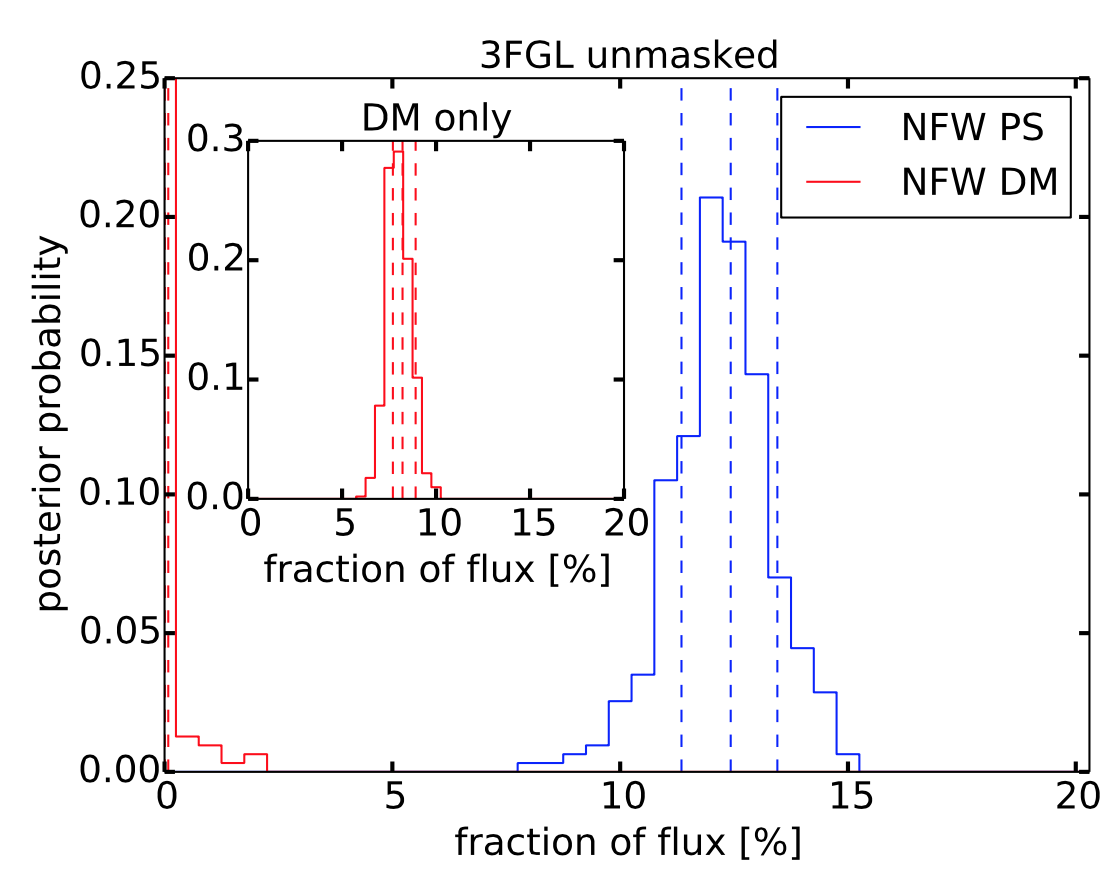 3FGL unmasked
0.25
0.20
0.15
0.10
0.05
0.00
posterior probability
0
5
10
15
20
fraction of flux [%]
NFW PS
NFW DM
DM only
0.3
0.2
0.1
0.0
0
5
10
15
20
fraction of flux [%]